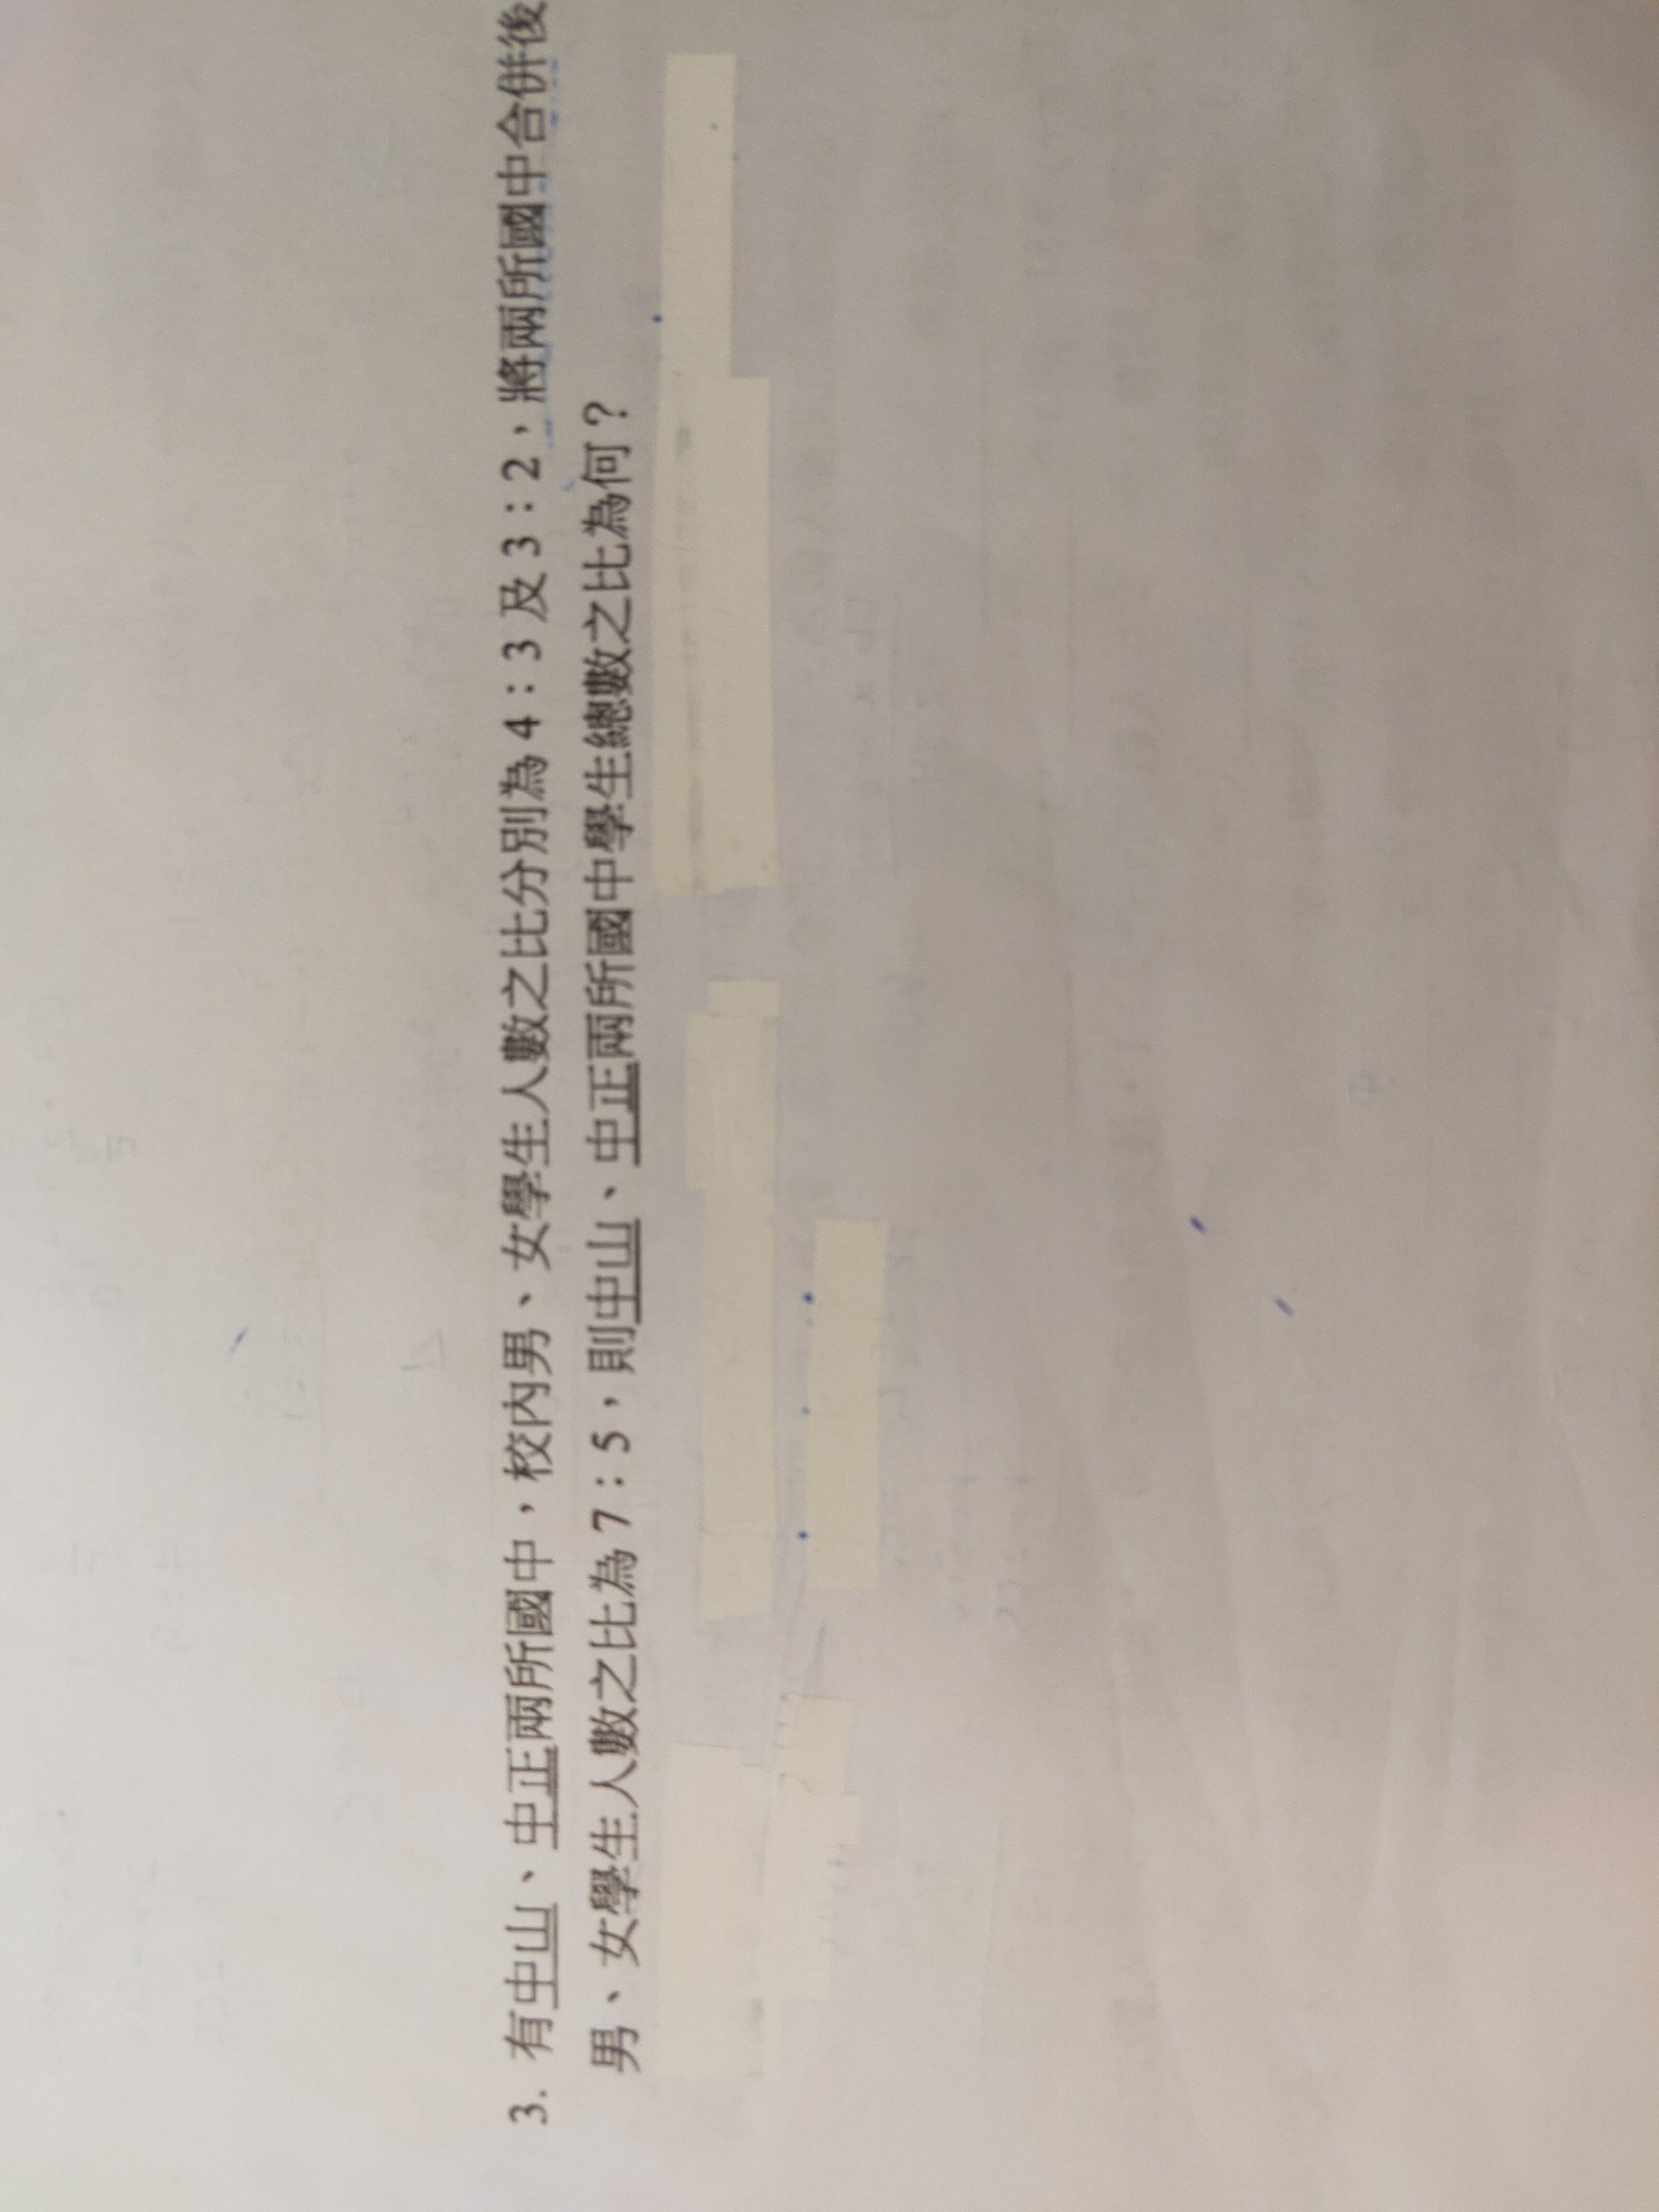 3. 有中山、中正兩所國中，校內男、女學生人數之比分別為 4：3 及 3：2，將兩所國中合併後
男、女學生人數之比為 7：5，則中山、中正兩所國中學生總數之比為何？